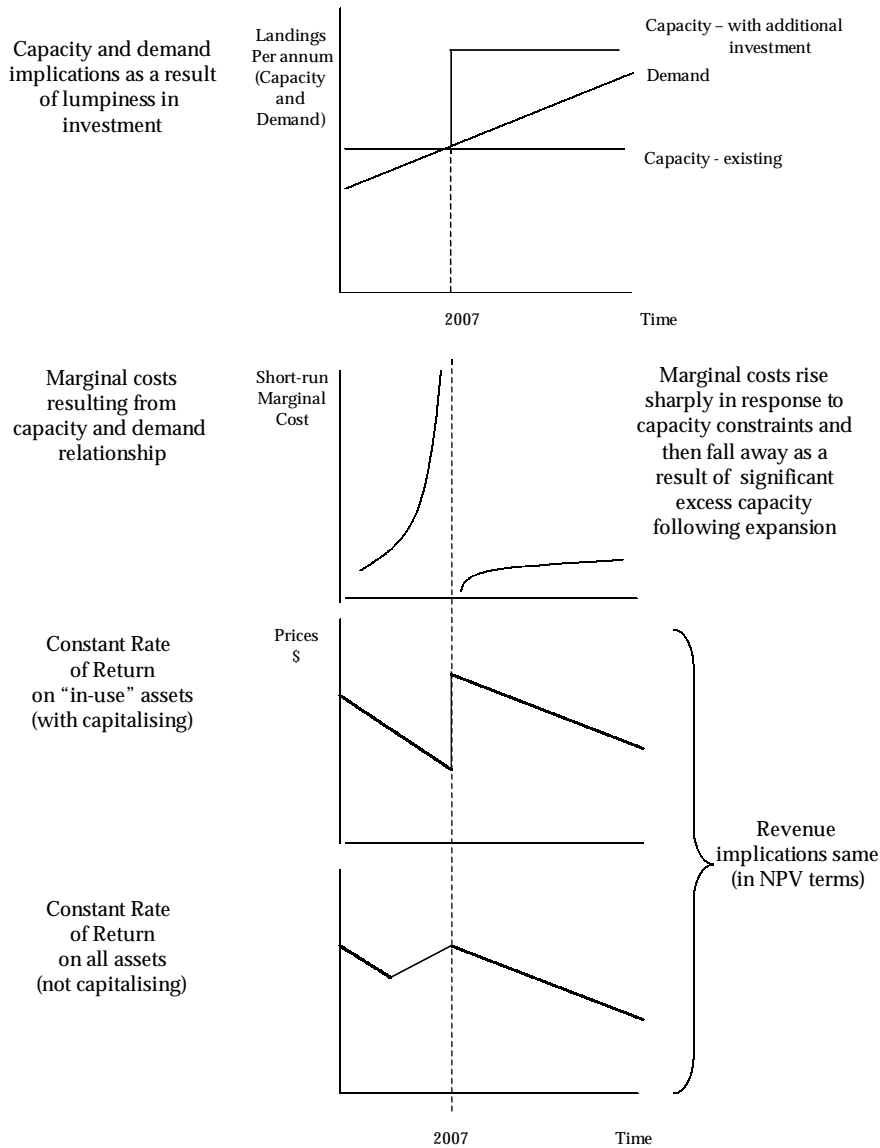 Capacity and demand
implications as a result
of lumpiness in
investment
Landings
Per annum
(Capacity
and
Demand)
Capacity – with additional
investment
Demand
Capacity - existing
2007
Time
Marginal costs
resulting from
capacity and demand
relationship
Short-run
Marginal
Cost
Marginal costs rise
sharply in response to
capacity constraints and
then fall away as a
result of significant
excess capacity
following expansion
Constant Rate
of Return
on “in-use” assets
(with capitalising)
Prices
$
Revenue
implications same
(in NPV terms)
Constant Rate
of Return
on all assets
(not capitalising)
2007
Time